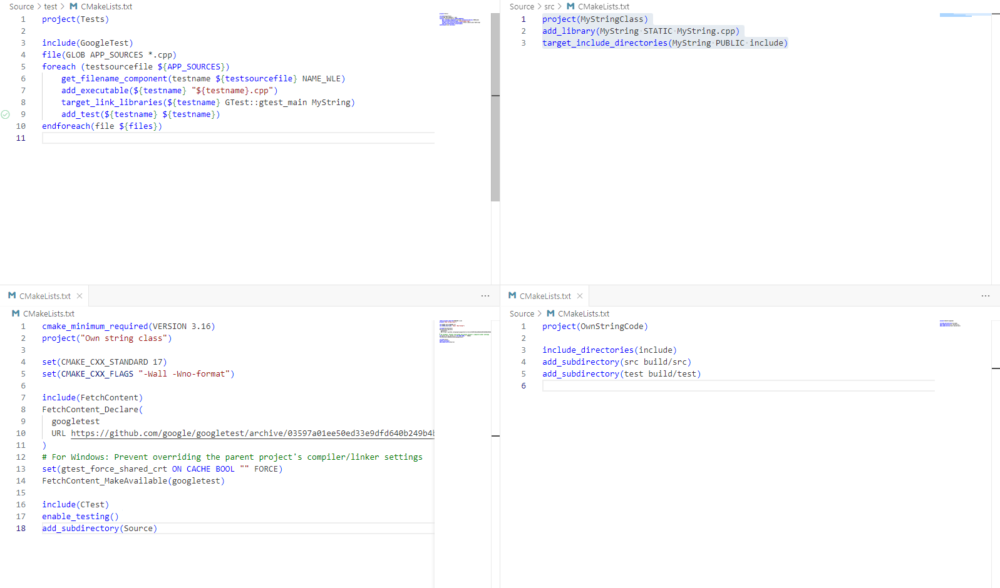 Source > test > CMakeLists.txt
1 project(Tests)
2
3 include(GoogleTest)
4 file(GLOB APP_SOURCES *.cpp)
5 foreach (testsourcefile ${APP_SOURCES})
6     get_filename_component(testname ${testsourcefile} NAME_WLE)
7     add_executable(${testname} "${testname}.cpp")
8     target_link_libraries(${testname} GTest::gtest_main MyString)
9     add_test(${testname} ${testname})
10 endforeach(file ${files})
11
Source > src > CMakeLists.txt
1 project(MyStringClass)
2 add_library(MyString·STATIC·MyString.cpp)
3 target_include_directories(MyString·PUBLIC·include)
CMakeLists.txt
CMakeLists.txt
1 cmake_minimum_required(VERSION 3.16)
2 project("Own string class")
3
4 set(CMAKE_CXX_STANDARD 17)
5 set(CMAKE_CXX_FLAGS "-Wall -Wno-format")
6
7 include(FetchContent)
8 FetchContent_Declare(
9   googletest
10   URL https://github.com/google/googletest/archive/03597a01ee50ed33e9dfd640b249b4b
11 )
12 # For Windows: Prevent overriding the parent project's compiler/linker settings
13 set(gtest_force_shared_crt ON CACHE BOOL "" FORCE)
14 FetchContent_MakeAvailable(googletest)
15
16 include(CTest)
17 enable_testing()
18 add_subdirectory(Source)
CMakeLists.txt
Source > CMakeLists.txt
1 project(OwnStringCode)
2
3 include_directories(include)
4 add_subdirectory(src build/src)
5 add_subdirectory(test build/test)
6